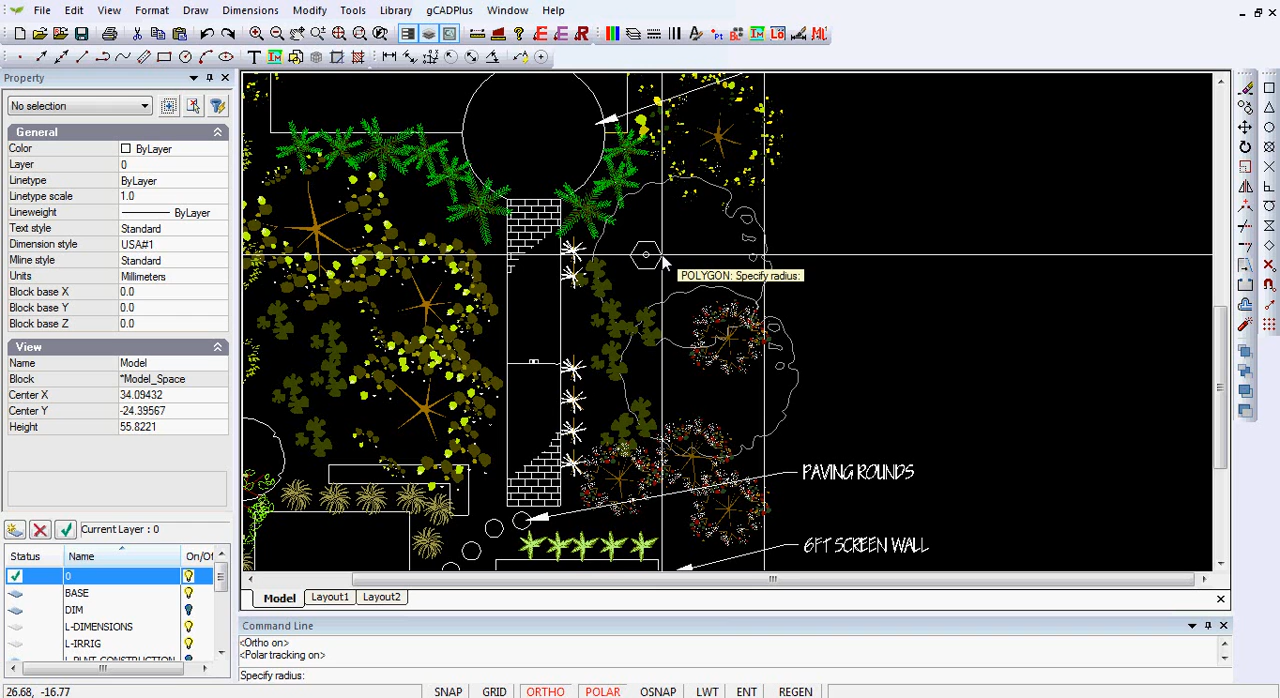 File Edit View Format Draw Dimensions Modify Tools Library gCADPlus Window Help
Property
No selection
General
Color ByLayer
Layer 0
Linetype ByLayer
Linetype scale 1.0
Lineweight ByLayer
Text style Standard
Dimension style USA#1
Mline style Standard
Units Millimeters
Block base X 0.0
Block base Y 0.0
Block base Z 0.0
View
Name Model
Block *Model_Space
Center X 34.09432
Center Y -24.39567
Height 55.8221
POLYGON: Specify radius:
PAVING ROUNDS
6FT SCREEN WALL
Current Layer : 0
Status Name On/Of
0
BASE
DIM
L-DIMENSIONS
L-IRRIG
L-PLNT-CONSTRUCTION
Model Layout1 Layout2
Command Line
<Ortho on>
<Polar tracking on>
Specify radius:
26.68, -16.77 SNAP GRID ORTHO POLAR OSNAP LWT ENT REGEN